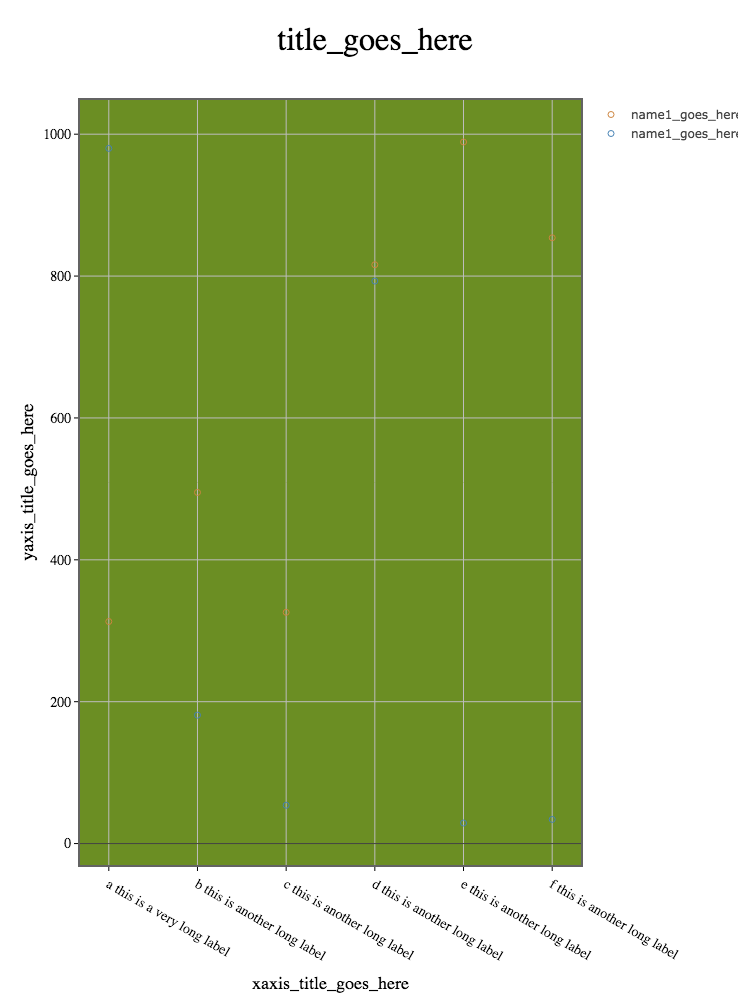 title_goes_here
name1_goes_here
name1_goes_here
1000
800
600
400
200
0
yaxis_title_goes_here
a this is a very long label
b this is another long label
c this is another long label
d this is another long label
e this is another long label
f this is another long label
xaxis_title_goes_here